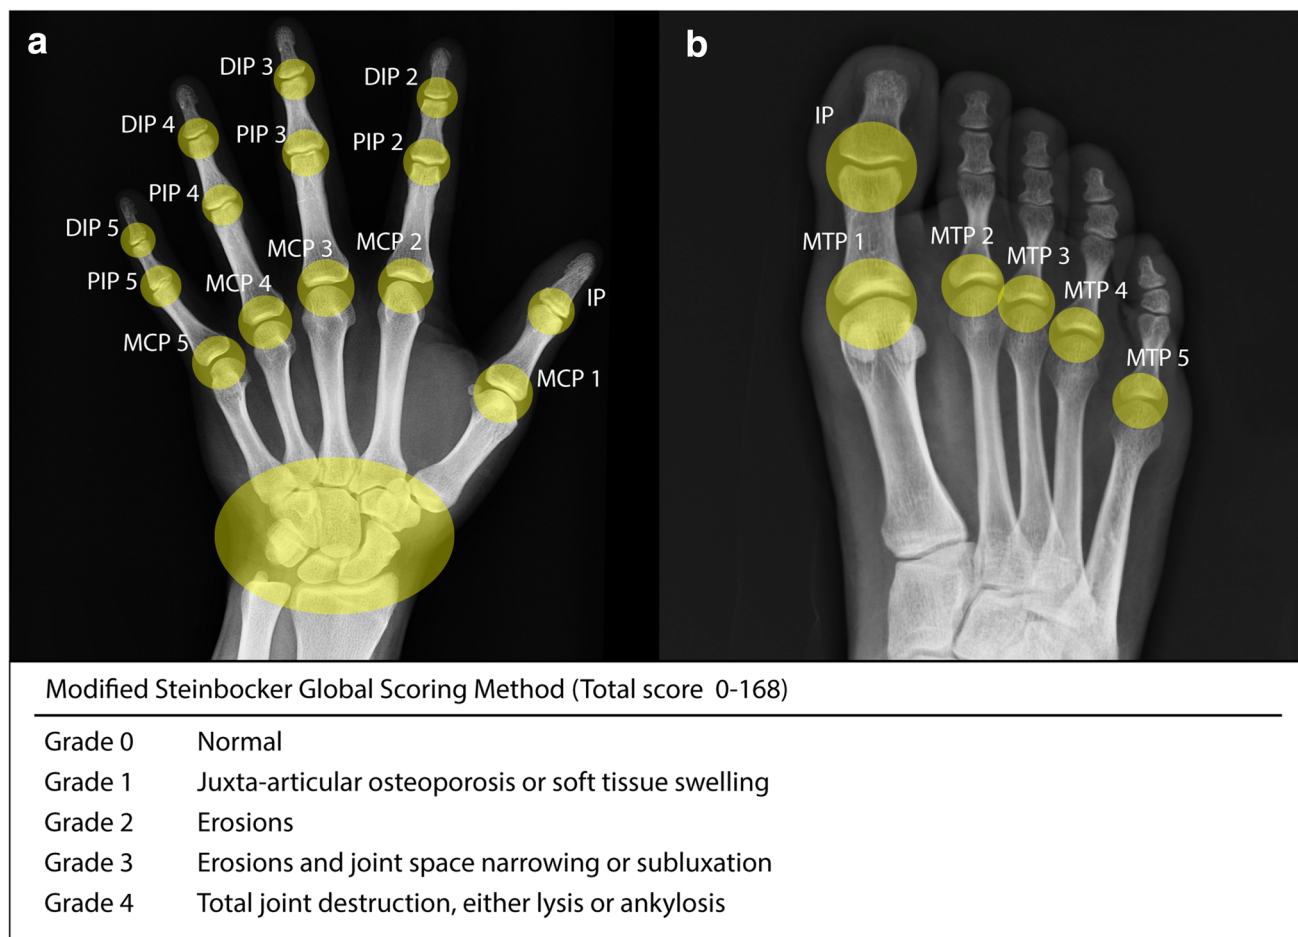 a
DIP 3
DIP 2
DIP 4
PIP 3
PIP 2
PIP 4
DIP 5
MCP 3
MCP 2
PIP 5
MCP 4
IP
MCP 5
MCP 1
b
IP
MTP 1
MTP 2
MTP 3
MTP 4
MTP 5
Modified Steinbocker Global Scoring Method (Total score 0-168)
Grade 0 Normal
Grade 1 Juxta-articular osteoporosis or soft tissue swelling
Grade 2 Erosions
Grade 3 Erosions and joint space narrowing or subluxation
Grade 4 Total joint destruction, either lysis or ankylosis